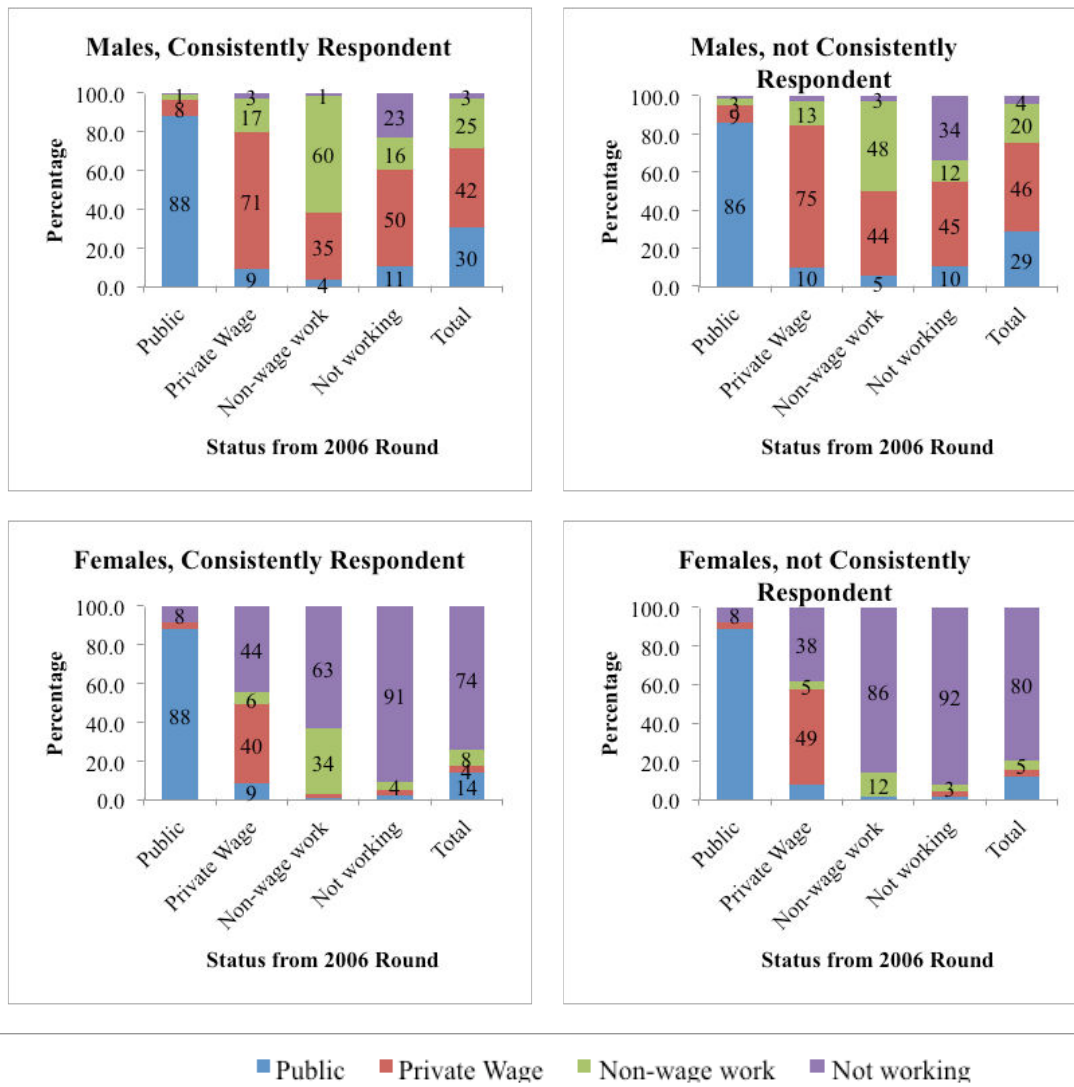 Males, Consistently Respondent
Percentage
100.0
80.0
60.0
40.0
20.0
0.0
1
8
88
3
17
71
9
1
60
35
4
23
16
50
11
3
25
42
30
Public
Private Wage
Non-wage work
Not working
Total
Status from 2006 Round
Males, not Consistently
Respondent
Percentage
100.0
80.0
60.0
40.0
20.0
0.0
3
9
86
13
75
10
3
48
44
5
34
12
45
10
4
20
46
29
Public
Private Wage
Non-wage work
Not working
Total
Status from 2006 Round
Females, Consistently Respondent
Percentage
100.0
80.0
60.0
40.0
20.0
0.0
8
88
44
6
40
9
63
34
91
4
74
8
4
14
Public
Private Wage
Non-wage work
Not working
Total
Status from 2006 Round
Females, not Consistently
Respondent
Percentage
100.0
80.0
60.0
40.0
20.0
0.0
8
38
5
49
86
12
92
3
80
5
Public
Private Wage
Non-wage work
Not working
Total
Status from 2006 Round
Public Private Wage Non-wage work Not working